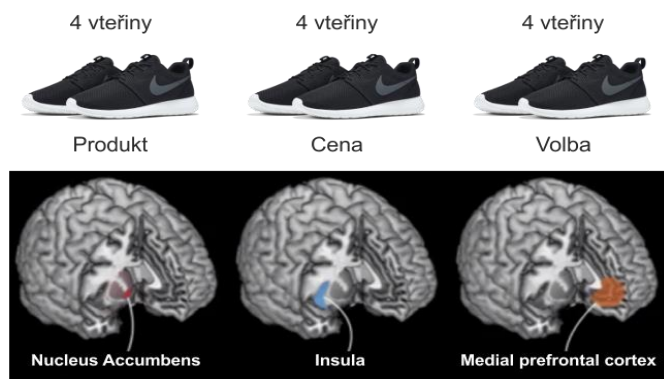 4 vteřiny 4 vteřiny 4 vteřiny
Produkt Cena Volba
Nucleus Accumbens Insula Medial prefrontal cortex